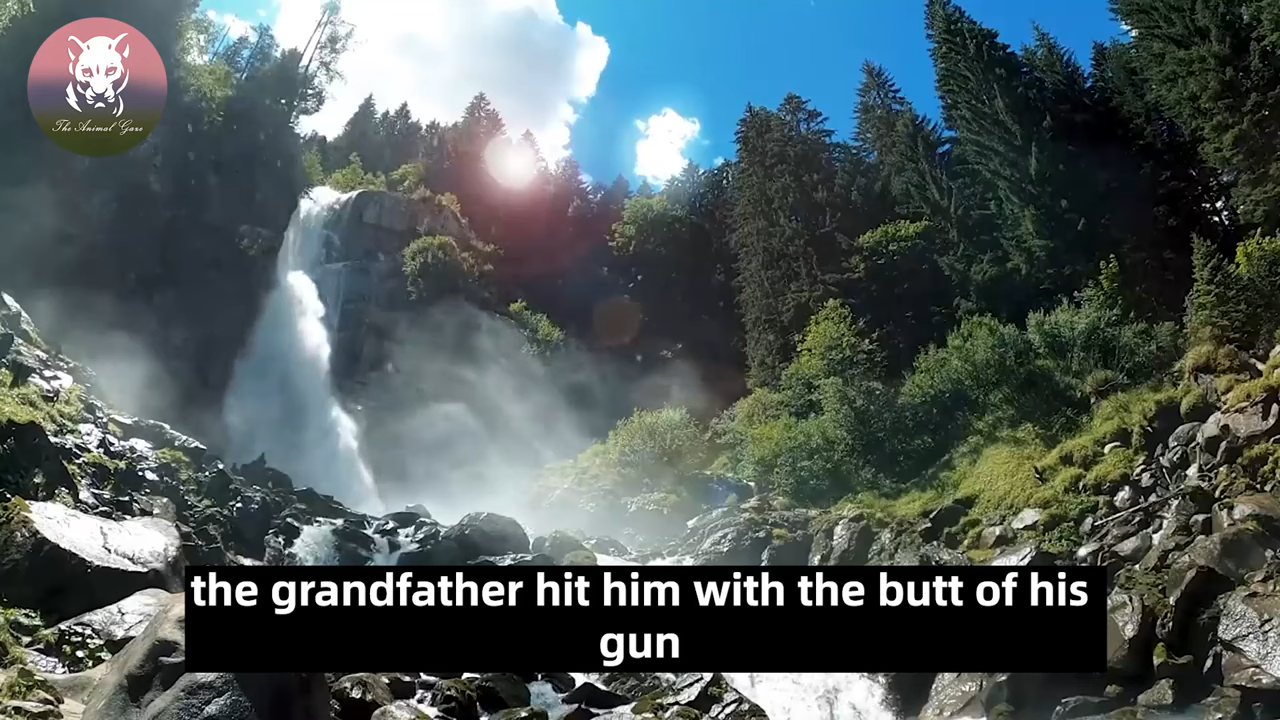 The Animal Gaze
the grandfather hit him with the butt of his
gun